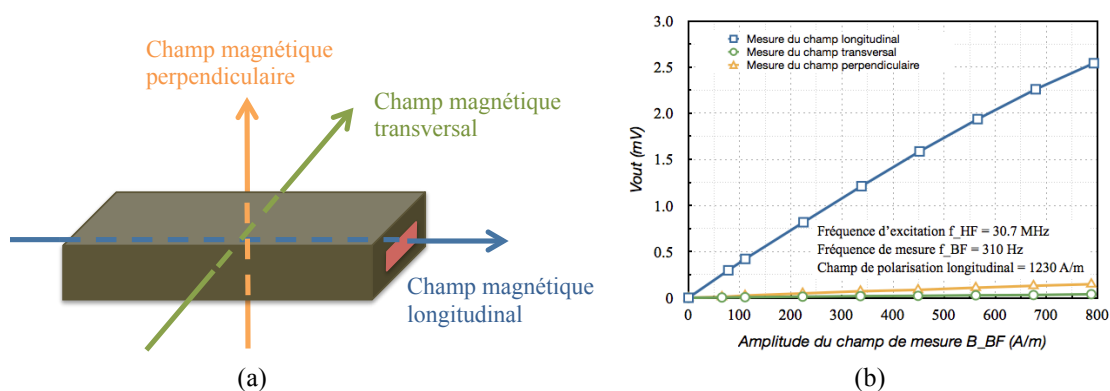 Champ magnétique
perpendiculaire
Champ magnétique
transversal
Champ magnétique
longitudinal
(a)
3.0
2.5
2.0
1.5
1.0
0.5
0
Vout (mV)
Mesure du champ longitudinal
Mesure du champ transversal
Mesure du champ perpendiculaire
Fréquence d'excitation f_HF = 30.7 MHz
Fréquence de mesure f_BF = 310 Hz
Champ de polarisation longitudinal = 1230 A/m
0 100 200 300 400 500 600 700 800
Amplitude du champ de mesure B_BF (A/m)
(b)